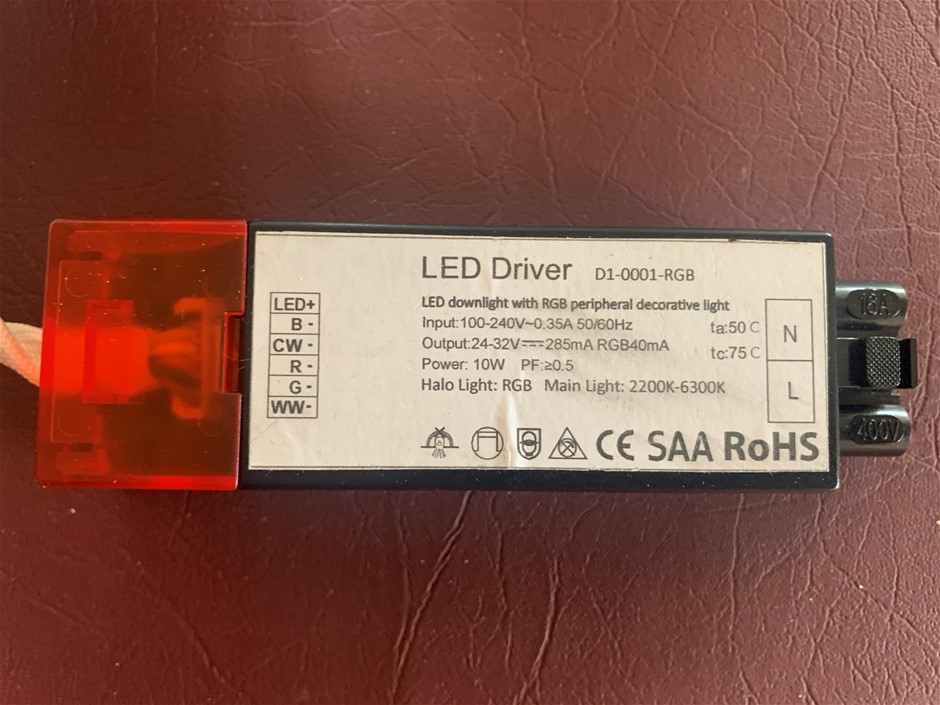 LED Driver D1-0001-RGB
LED downlight with RGB peripheral decorative light
Input:100-240V~0.35A 50/60Hz ta:50℃
Output:24-32V⎓285mA RGB40mA tc:75℃
Power: 10W PF:≥0.5
Halo Light: RGB Main Light: 2200K-6300K
LED+
B -
CW -
R -
G -
WW-
N
L
CE SAA RoHS
16A
400V